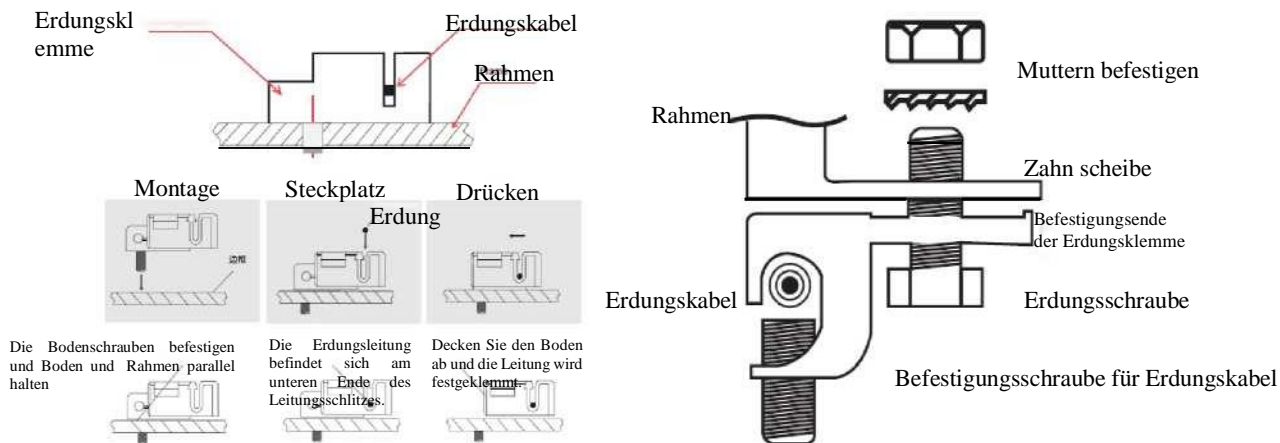 Erdungskl
emme
Erdungskabel
Rahmen
Montage
Steckplatz
Drücken
Erdung
边框
Die Bodenschrauben befestigen
und Boden und Rahmen parallel
halten
Die Erdungsleitung
befindet sich am
unteren Ende des
Leitungsschlitzes.
Decken Sie den Boden
ab und die Leitung wird
festgeklemmt.
Muttern befestigen
Rahmen
Zahn scheibe
Befestigungsende
der Erdungsklemme
Erdungskabel
Erdungsschraube
Befestigungsschraube für Erdungskabel